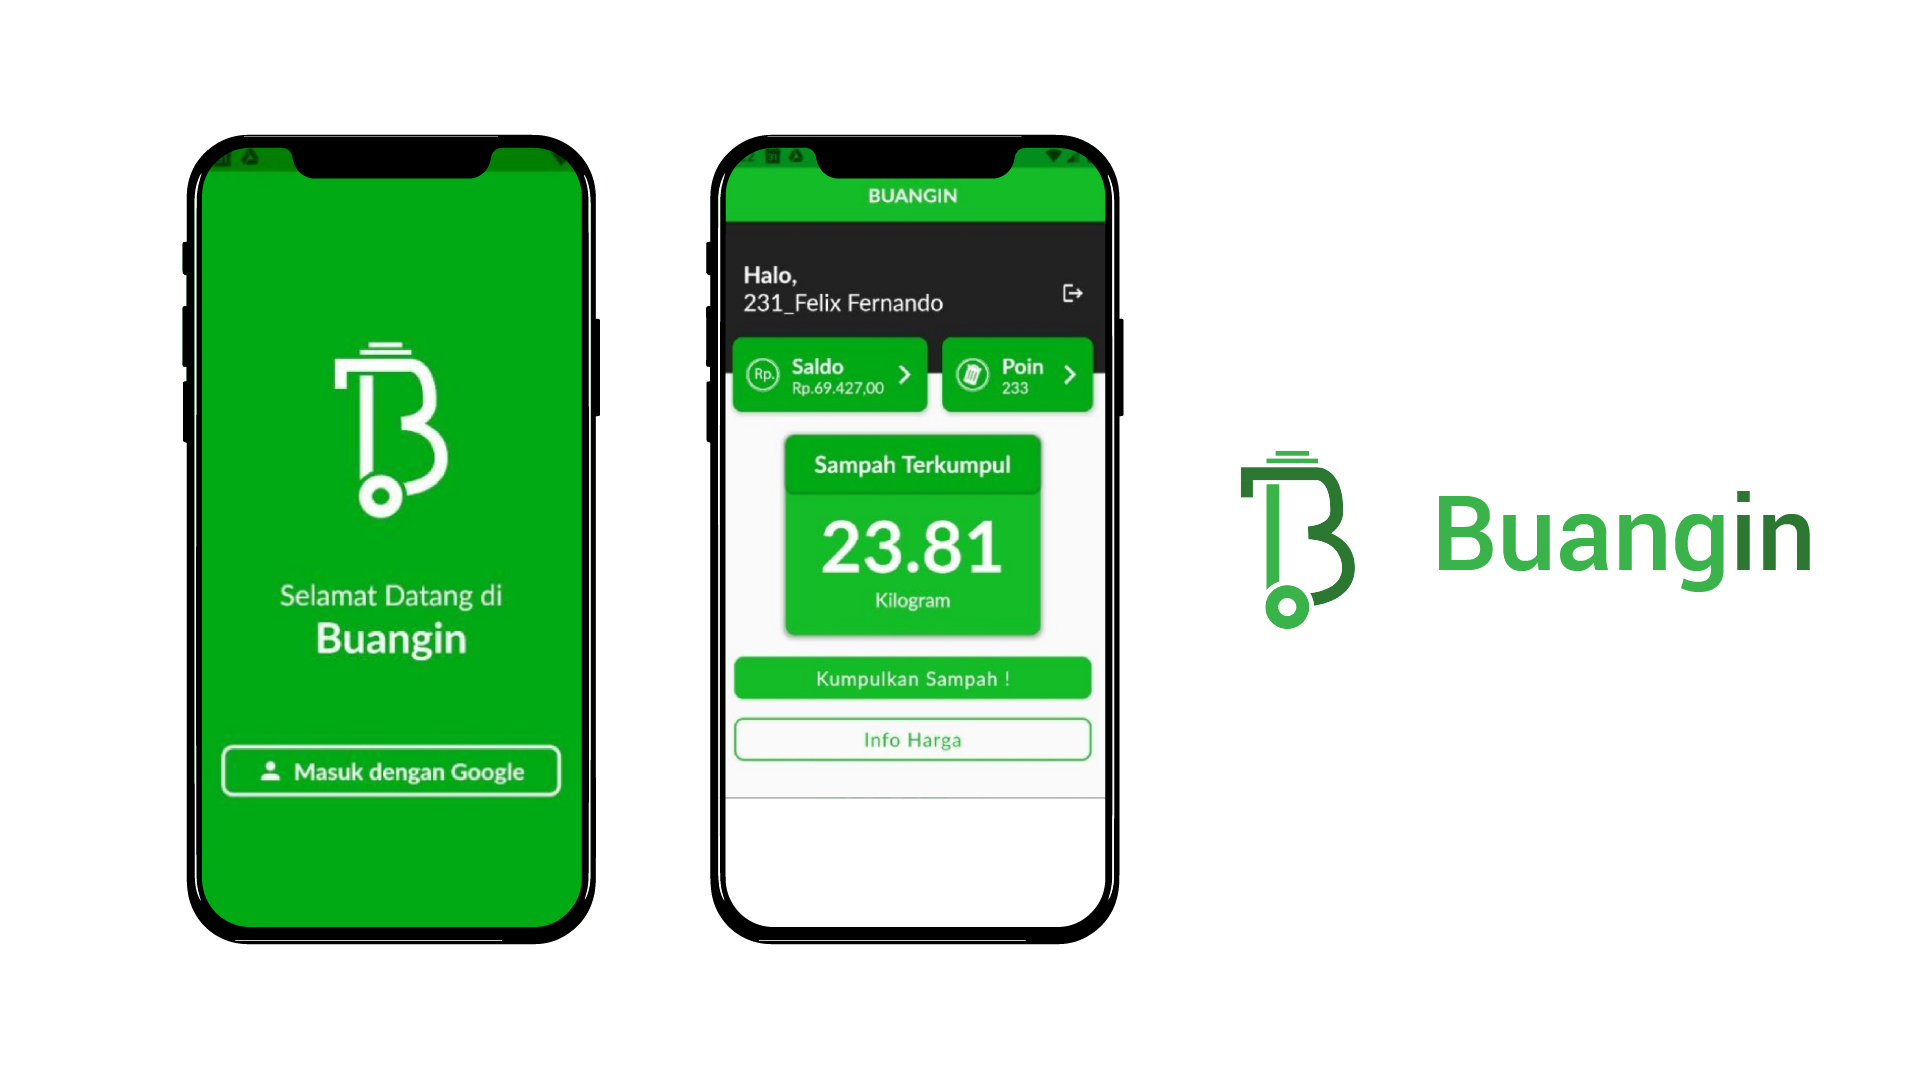 Selamat Datang di
Buangin
Masuk dengan Google
BUANGIN
Halo,
231_Felix Fernando
Rp.
Saldo
Rp.69.427,00
Poin
233
Sampah Terkumpul
23.81
Kilogram
Kumpulkan Sampah !
Info Harga
Buangin